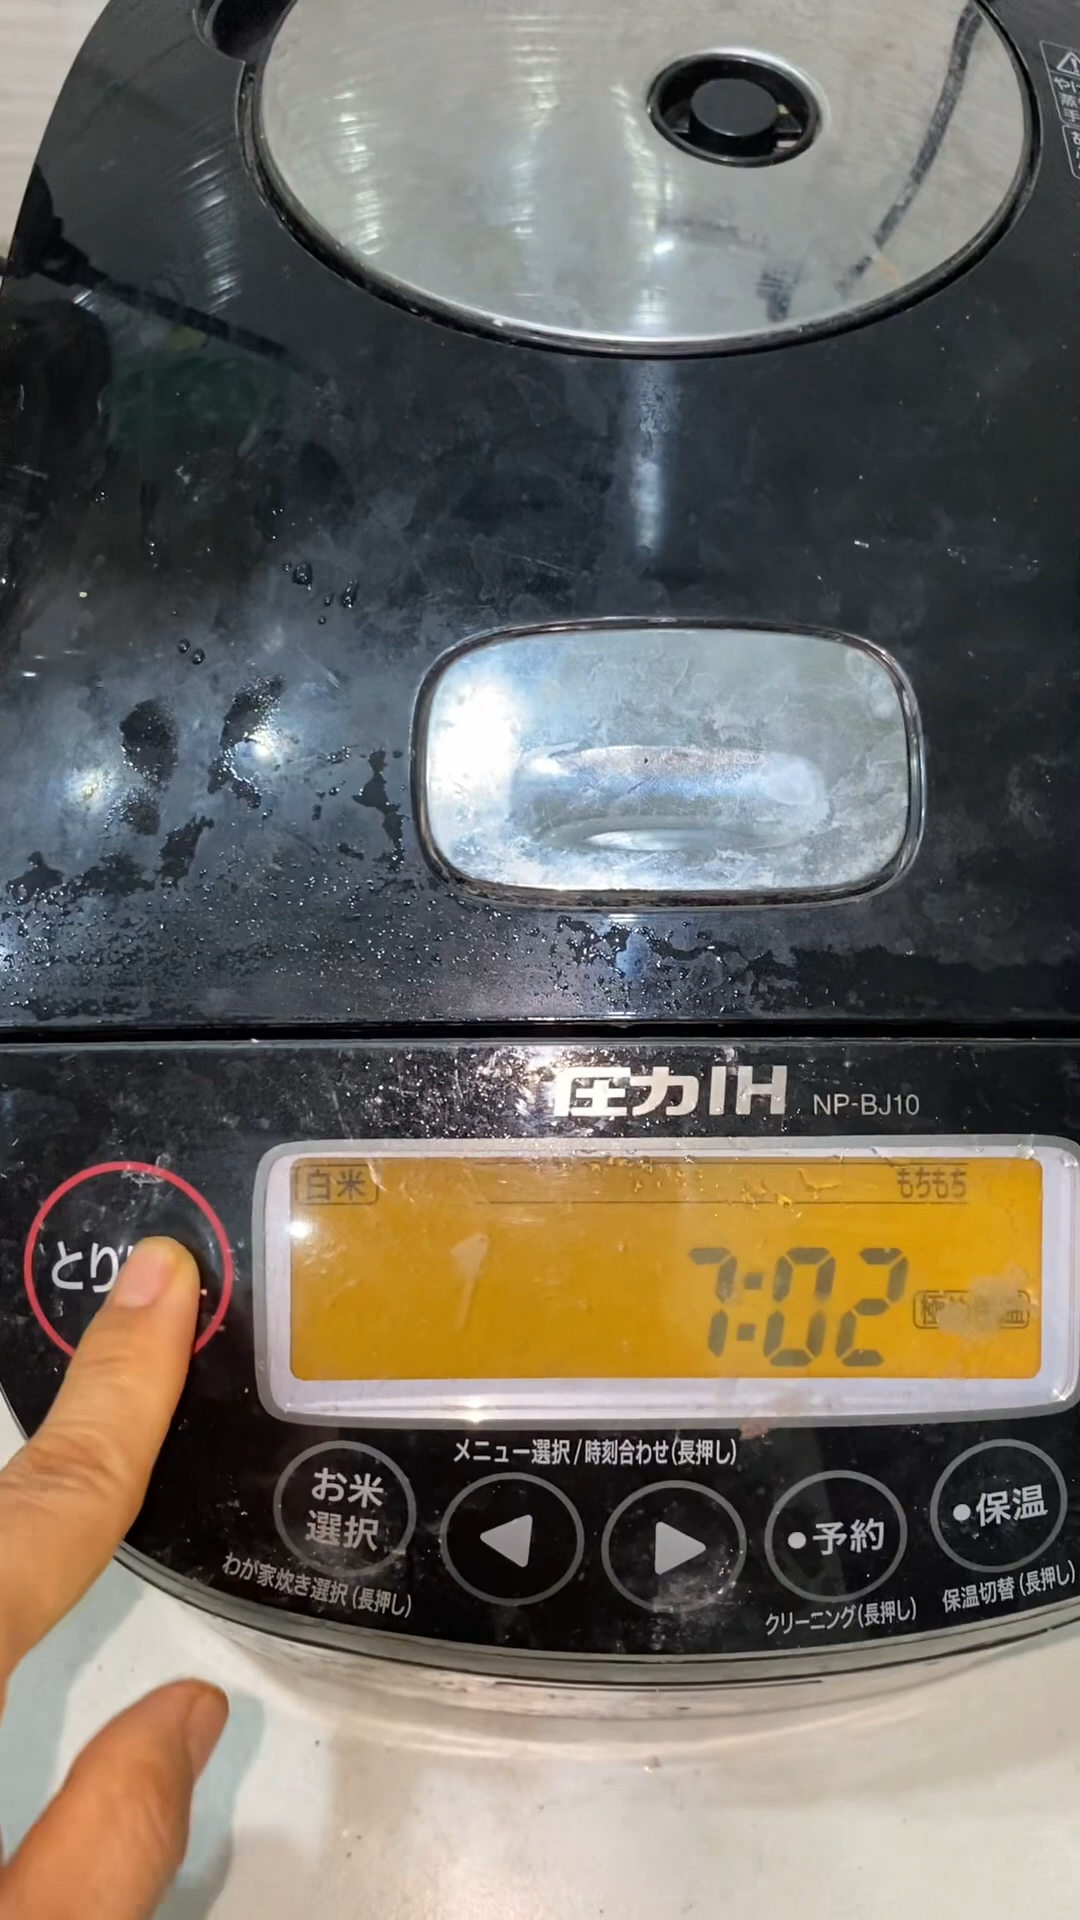 圧力IH NP-BJ10
白米 もちもち
7:02
とり
メニュー選択/時刻合わせ(長押し)
お米
選択
●予約
●保温
わが家炊き選択(長押し)
クリーニング(長押し)
保温切替(長押し)